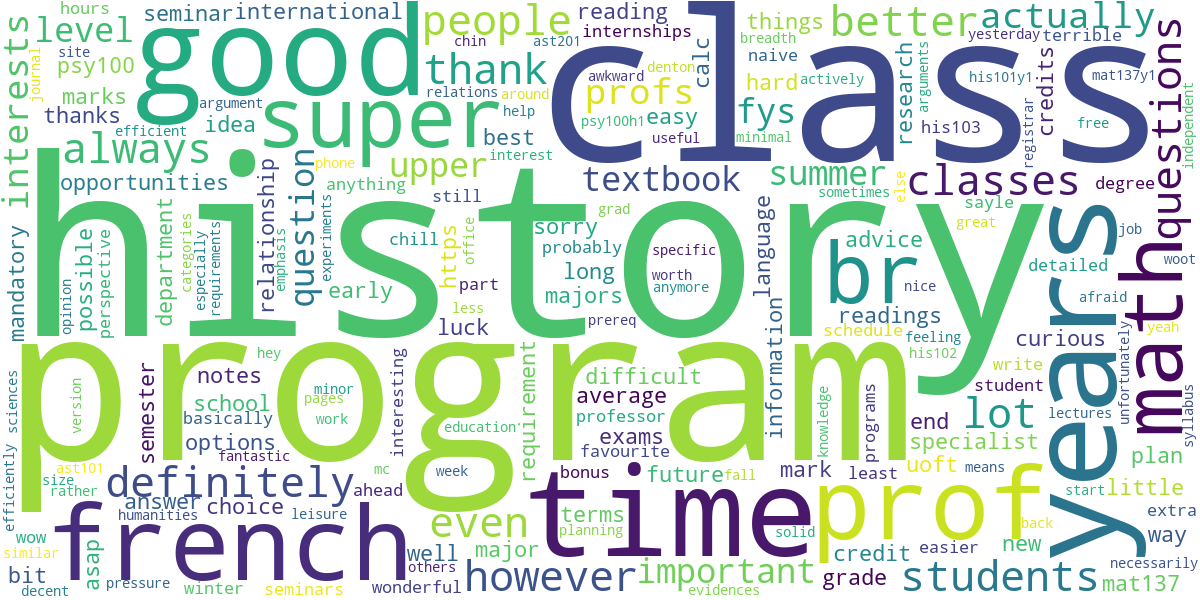 history
program
class
good
super
time
french
prof
years
math
br
people
thank
always
definitely
however
students
classes
better
actually
interests
questions
question
textbook
summer
upper
profs
fys
lot
even
important
level
seminar
international
reading
internships
things
breadth
yesterday
terrible
hours
site
psy100
journal
marks
thanks
efficient
argument
idea
opportunities
chin
ast201
relations
around
help
best
interest
awkward
denton
psy100h1
easy
useful
calc
naive
hard
actively
minimal
research
arguments
his101y1
mat137y1
his103
registrar
credits
free
independent
degree
sometimes
else
sayle
great
job
woot
detailed
afraid
advice
language
readings
nice
feeling
schedule
his102
curious
write
student
yeah
unfortunately
lectures
syllabus
mandatory
opinion
possible
perspective
department
categories
especially
requirements
relationship
emphasis
phone
experiments
anything
still
chill
early
https
office
part
less
luck
grad
sorry
probably
long
majors
specific
worth
anymore
prereq
information
hey
notes
school
basically
options
fantastic
semester
version
minor
pages
work
interesting
education
week
requirement
difficult
average
professor
exams
favourite
bonus
future
fall
knowledge
programs
end
specialist
mark
least
uoft
means
start
plan
little
extra
way
necessarily
mat137
new
back
easier
credit
grade
solid
terms
planning
evidences
major
well
others
wonderful
ahead
mc
answer
choice
humanities
leisure
pressure
winter
seminars
asap
ast101
size
rather
sciences
efficiently
wow
similar
bit
decent